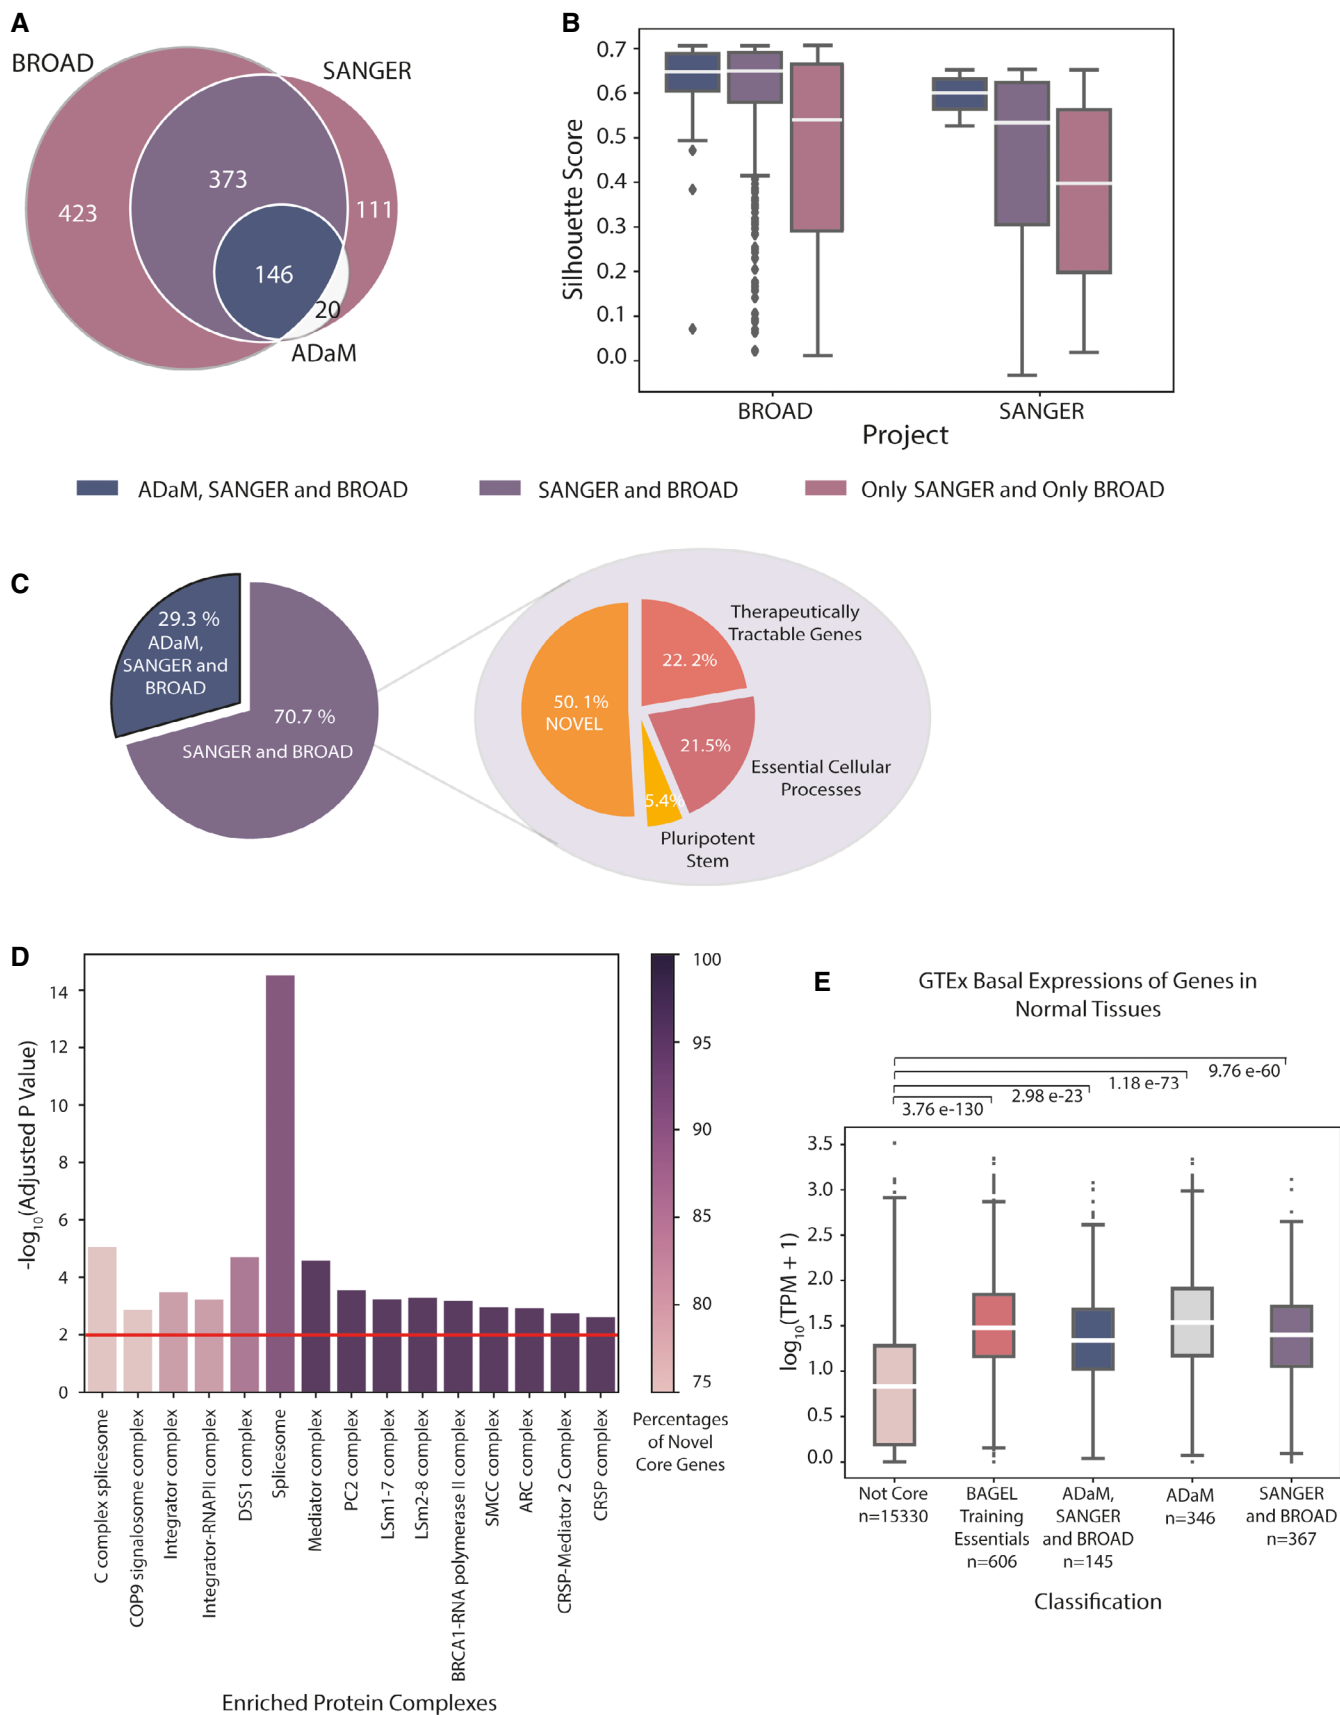 A
BROAD
SANGER
373
423
111
146
20
ADaM
B
Silhouette Score
0.7
0.6
0.5
0.4
0.3
0.2
0.1
0.0
BROAD
SANGER
Project
ADaM, SANGER and BROAD
SANGER and BROAD
Only SANGER and Only BROAD
C
29.3 %
ADaM,
SANGER and
BROAD
70.7 %
SANGER and BROAD
50. 1%
NOVEL
Therapeutically
Tractable Genes
22. 2%
21.5%
Essential Cellular
Processes
5.4%
Pluripotent
Stem
D
-log10(Adjusted P Value)
14
12
10
8
6
4
2
0
C complex splicesome
COP9 signalosome complex
Integrator complex
Integrator-RNAPII complex
DSS1 complex
Splicesome
Mediator complex
PC2 complex
LSm1-7 complex
LSm2-8 complex
BRCA1-RNA polymerase II complex
SMCC complex
ARC complex
CRSP-Mediator 2 Complex
CRSP complex
Enriched Protein Complexes
100
95
90
85
80
75
Percentages
of Novel
Core Genes
E
GTEx Basal Expressions of Genes in
Normal Tissues
9.76 e-60
1.18 e-73
2.98 e-23
3.76 e-130
log10(TPM + 1)
3.5
3.0
2.5
2.0
1.5
1.0
0.5
0.0
Not Core
n=15330
BAGEL
Training
Essentials
n=606
ADaM,
SANGER
and BROAD
n=145
ADaM
n=346
SANGER
and BROAD
n=367
Classification